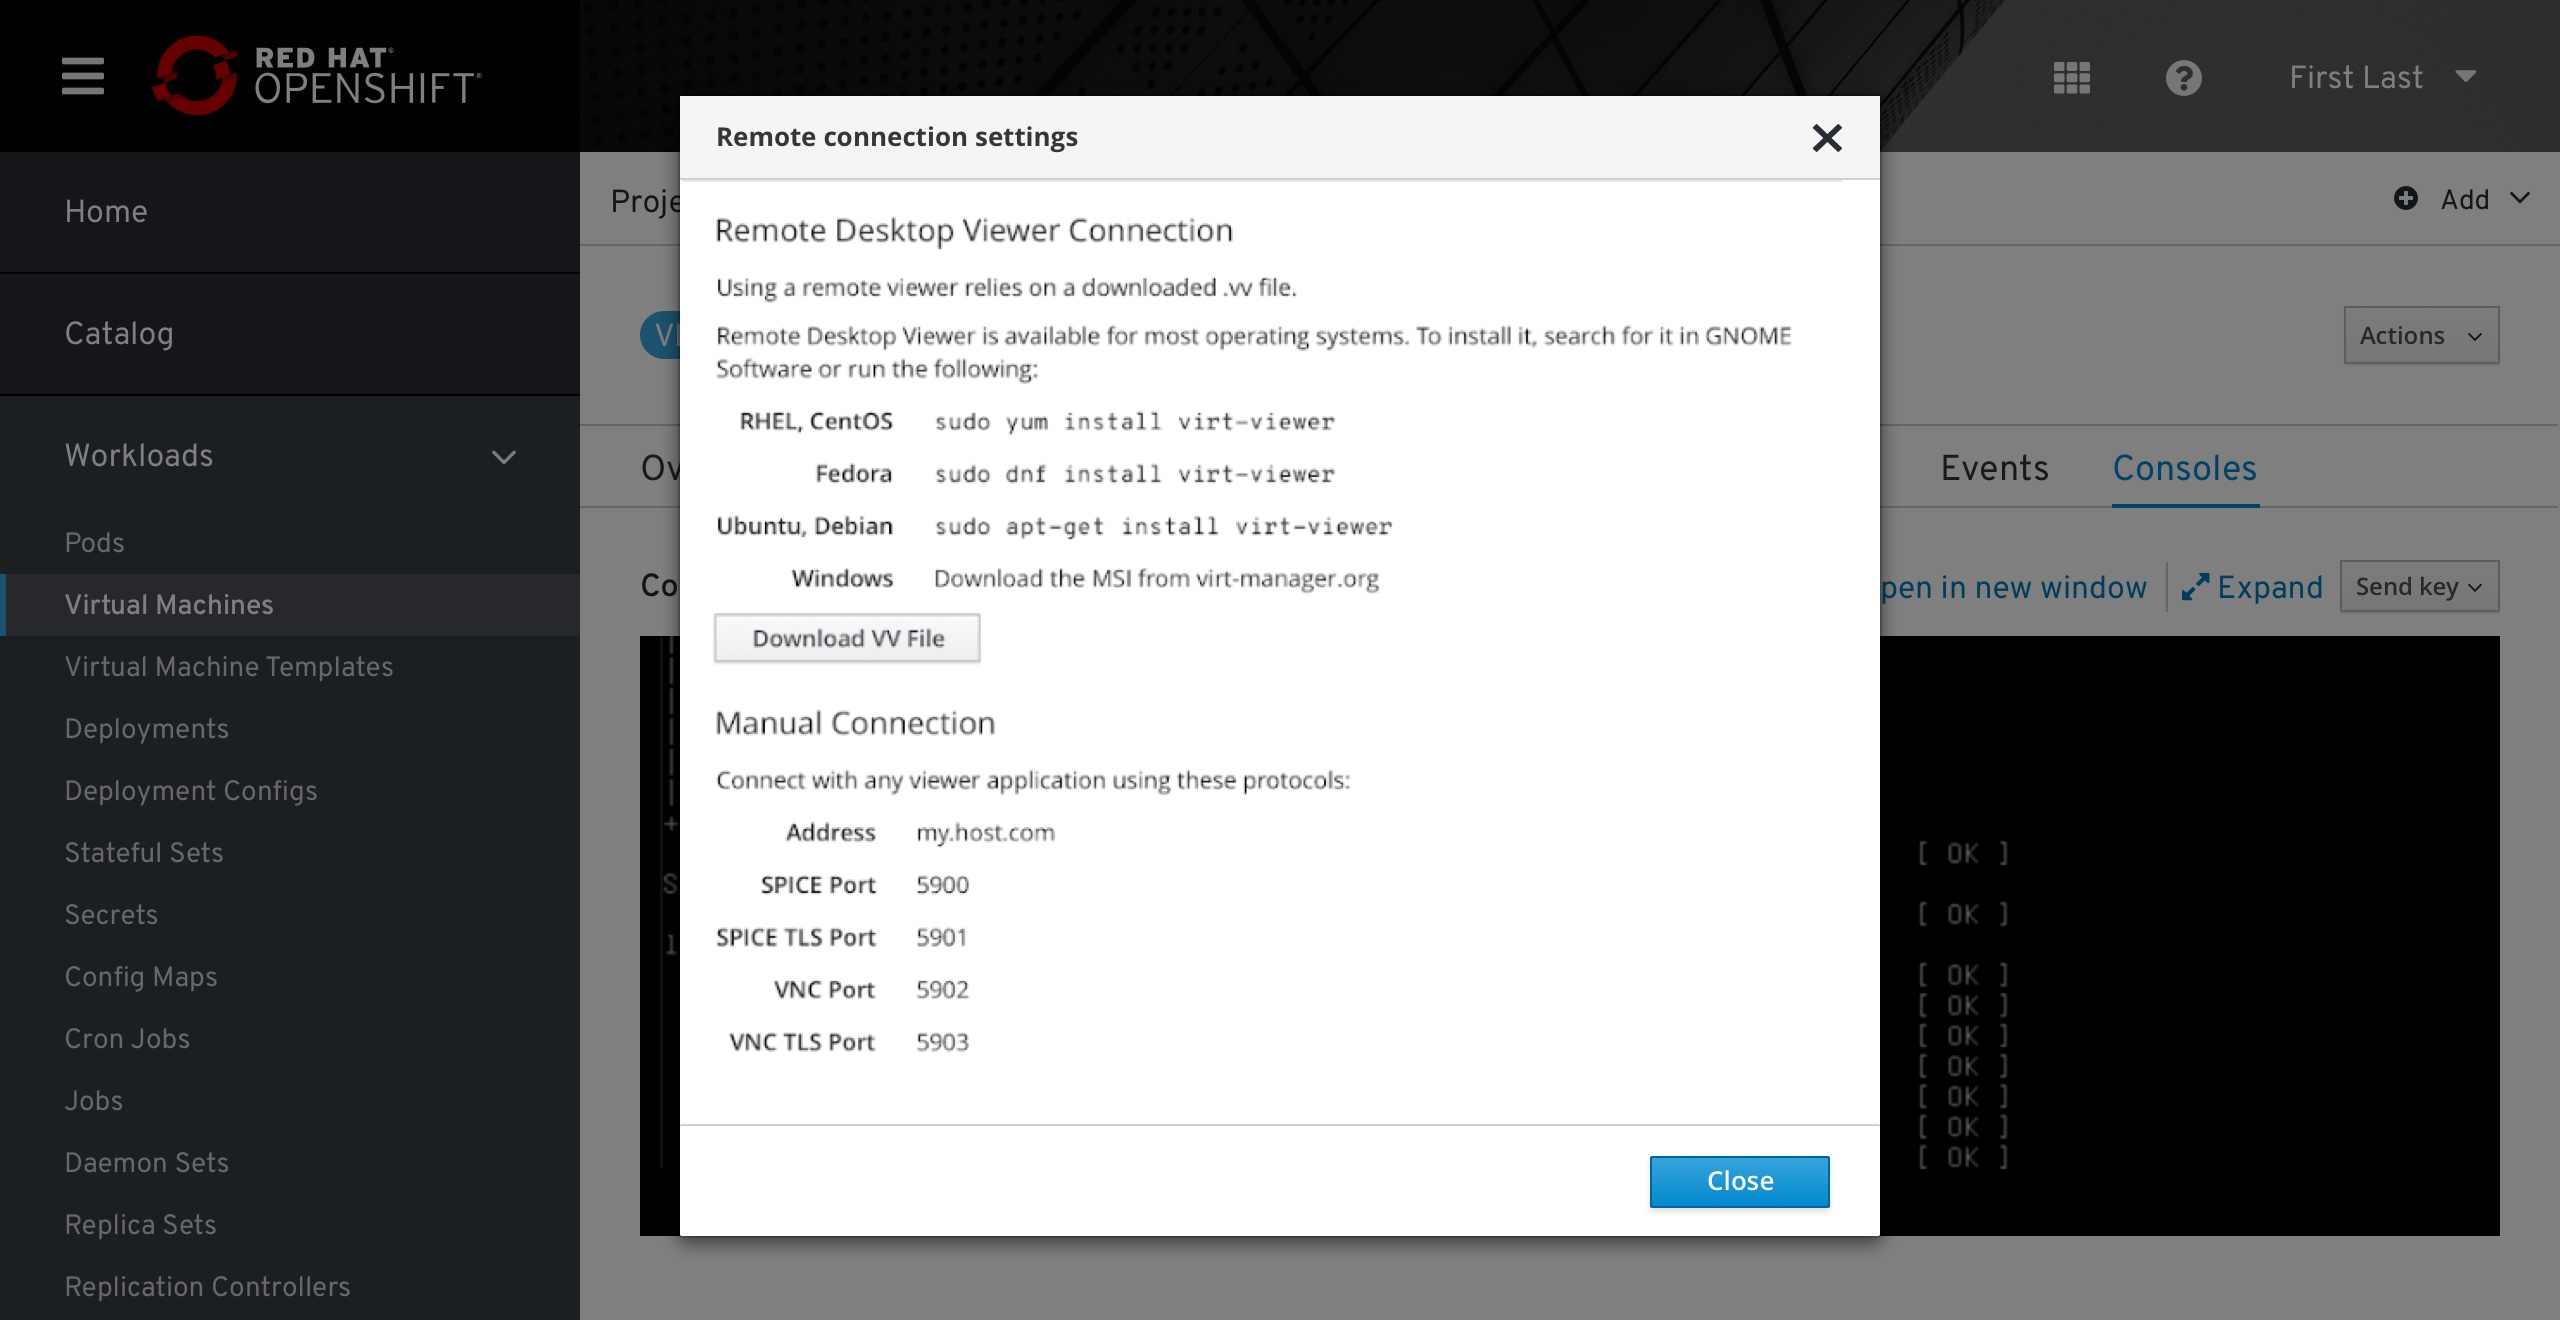 RED HAT®
OPENSHIFT®
First Last
Home
Catalog
Workloads
Pods
Virtual Machines
Virtual Machine Templates
Deployments
Deployment Configs
Stateful Sets
Secrets
Config Maps
Cron Jobs
Jobs
Daemon Sets
Replica Sets
Replication Controllers
Proje
Add
Actions
Ov
Events
Consoles
Co
pen in new window
Expand
Send key
Remote connection settings
Remote Desktop Viewer Connection
Using a remote viewer relies on a downloaded .vv file.
Remote Desktop Viewer is available for most operating systems. To install it, search for it in GNOME
Software or run the following:
RHEL, CentOS sudo yum install virt-viewer
Fedora sudo dnf install virt-viewer
Ubuntu, Debian sudo apt-get install virt-viewer
Windows Download the MSI from virt-manager.org
Download VV File
Manual Connection
Connect with any viewer application using these protocols:
Address my.host.com
SPICE Port 5900
SPICE TLS Port 5901
VNC Port 5902
VNC TLS Port 5903
Close
[ OK ]
[ OK ]
[ OK ]
[ OK ]
[ OK ]
[ OK ]
[ OK ]
[ OK ]
[ OK ]